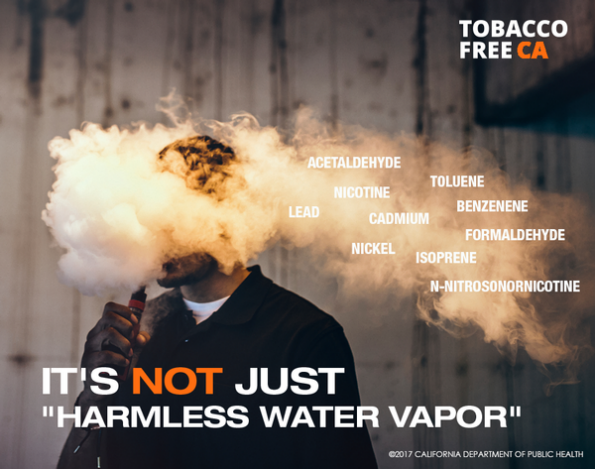 TOBACCO
FREE CA
ACETALDEHYDE
TOLUENE
NICOTINE
BENZENENE
LEAD
CADMIUM
FORMALDEHYDE
NICKEL
ISOPRENE
N-NITROSONORNICOTINE
IT'S NOT JUST
"HARMLESS WATER VAPOR"
©2017 CALIFORNIA DEPARTMENT OF PUBLIC HEALTH